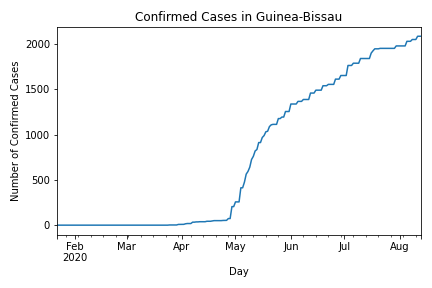 Confirmed Cases in Guinea-Bissau
Number of Confirmed Cases
2000
1500
1000
500
0
Feb Mar Apr May Jun Jul Aug
2020
Day